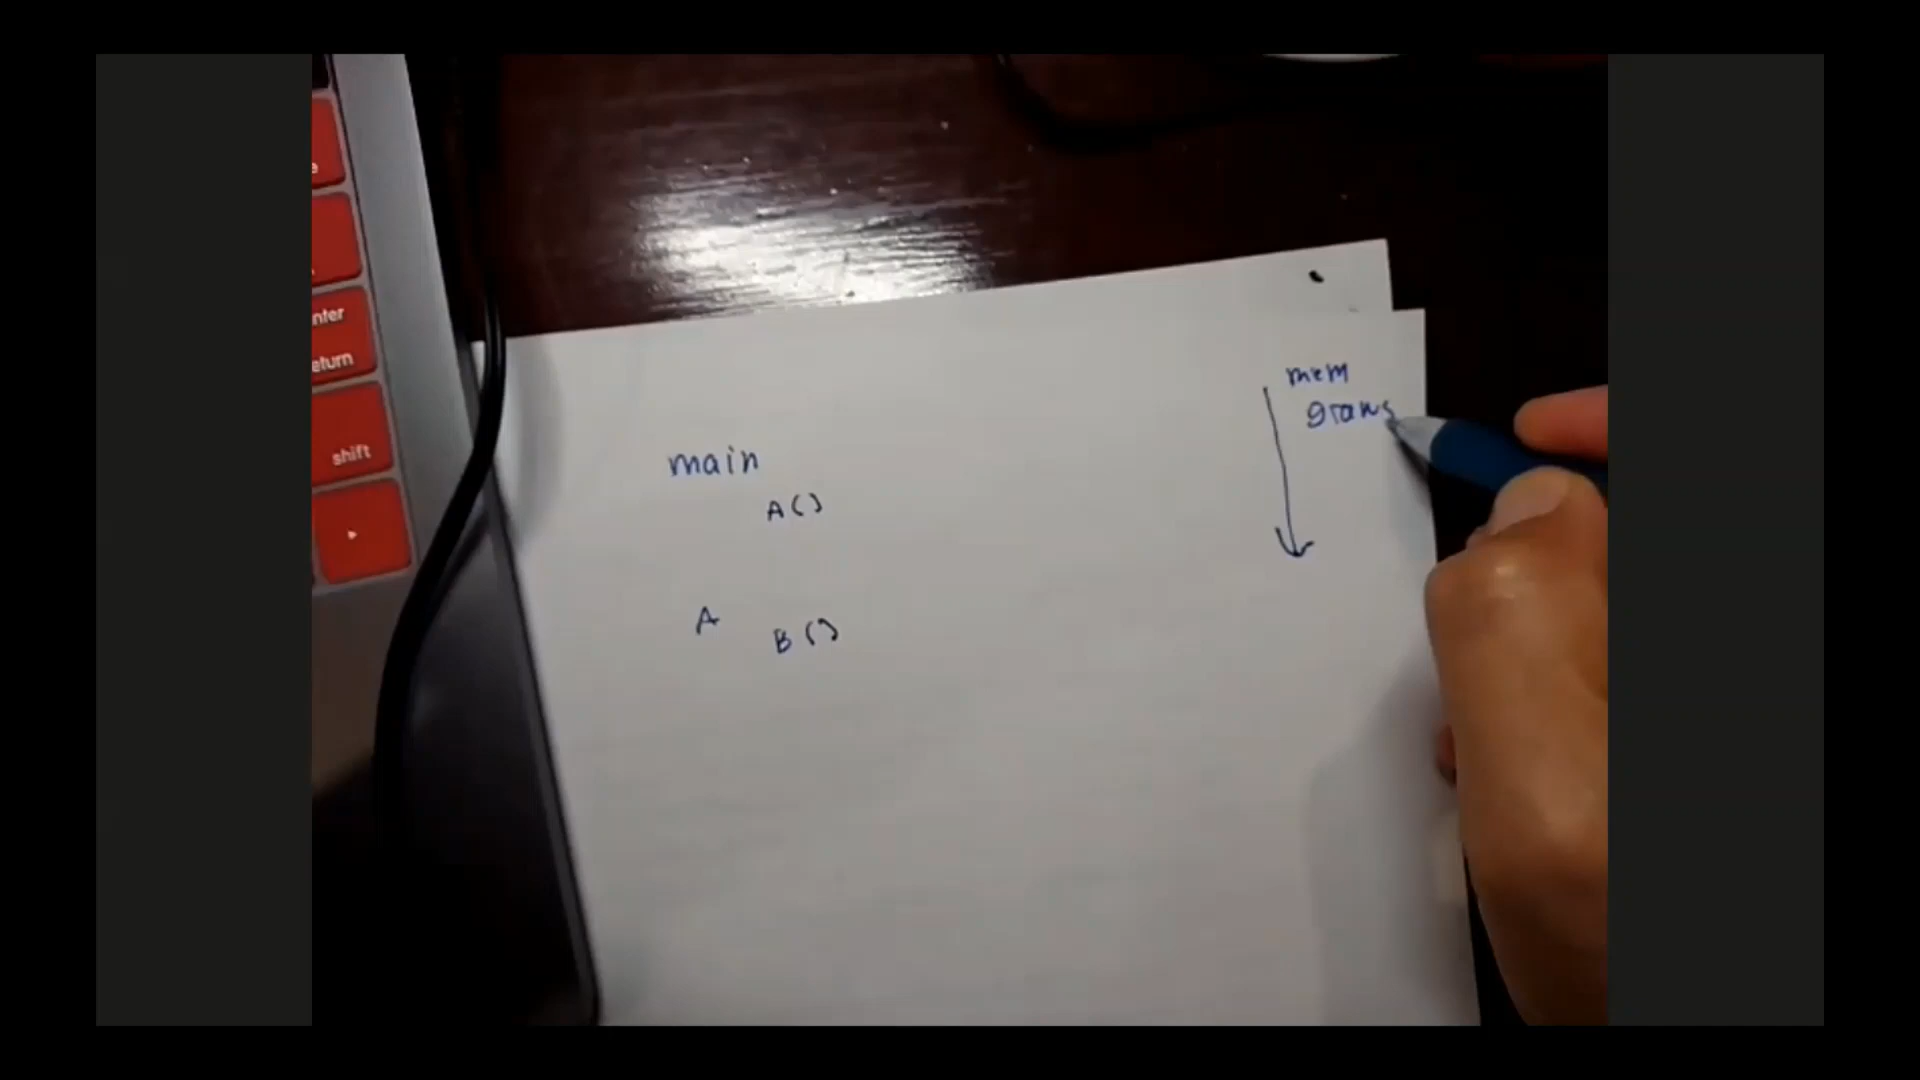 e
enter
return
shift
mem
grows
main
A()
A
B()